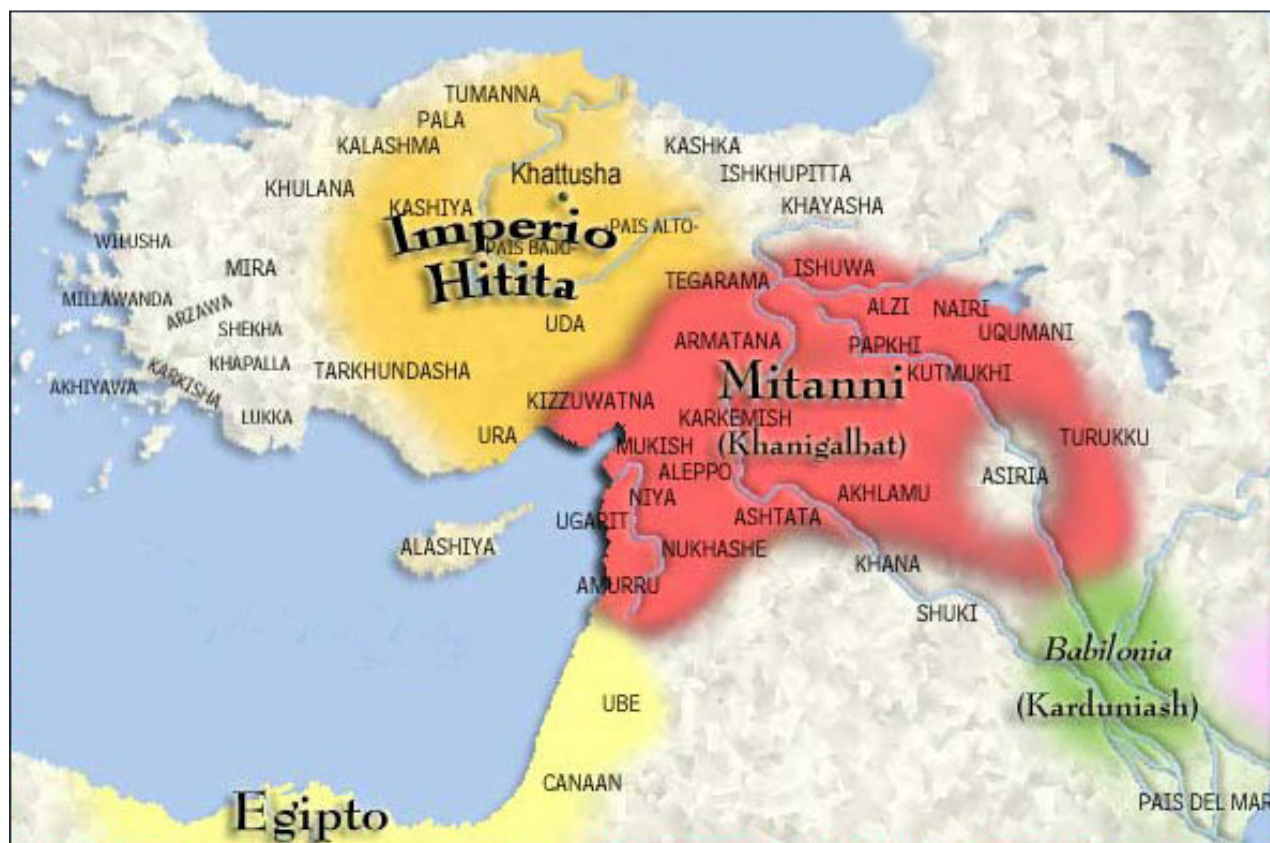 TUMANNA
PALA
KALASHMA
KASHKA
Khattusha
ISHKHUPITTA
KHULANA
KASHIYA
KHAYASHA
Imperio
PAIS ALTO-
WILUSHA
PAIS BAJO-
MIRA
ISHUWA
Hitita
TEGARAMA
MILLAWANDA
ARZAWA
ALZI
NAIRI
SHEKHA
UDA
UQUMANI
ARMATANA
PAPKHI
KHAPALLA
TARKHUNDASHA
KUTMUKHI
AKHIYAWA
KARKISHA
Mitanni
KIZZUWATNA
LUKKA
KARKEMISH
URA
MUKISH
(Khanigalbat)
TURUKKU
ALEPPO
ASIRIA
NIYA
AKHLAMU
UGARIT
ASHTATA
ALASHIYA
NUKHASHE
KHANA
AMURRU
SHUKI
Babilonia
UBE
(Karduniash)
CANAAN
PAIS DEL MAR
Egipto